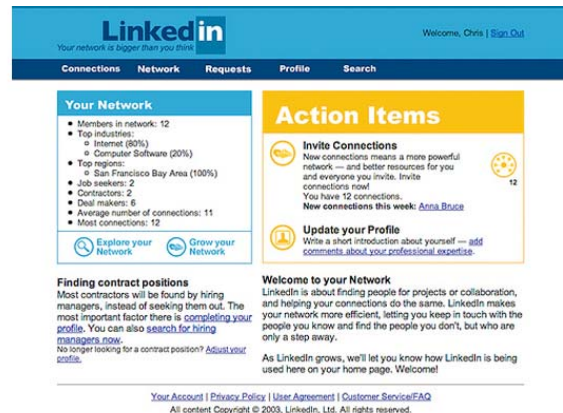 Linked in
Your network is bigger than you think
Welcome, Chris | Sign Out
Connections Network Requests Profile Search
Your Network
• Members in network: 12
• Top industries:
○ Internet (80%)
○ Computer Software (20%)
• Top regions:
○ San Francisco Bay Area (100%)
• Job seekers: 2
• Contractors: 2
• Deal makers: 6
• Average number of connections: 11
• Most connections: 12
Explore your
Network
Grow your
Network
Action Items
Invite Connections
New connections means a more powerful
network — and better resources for you
and everyone you invite. Invite
connections now!
You have 12 connections.
New connections this week: Anna Bruce
12
Update your Profile
Write a short introduction about yourself — add
comments about your professional expertise.
Finding contract positions
Most contractors will be found by hiring
managers, instead of seeking them out. The
most important factor there is completing your
profile. You can also search for hiring
managers now.
No longer looking for a contract position? Adjust your
profile.
Welcome to your Network
LinkedIn is about finding people for projects or collaboration,
and helping your connections do the same. LinkedIn makes
your network more efficient, letting you keep in touch with the
people you know and find the people you don't, but who are
only a step away.
As LinkedIn grows, we'll let you know how LinkedIn is being
used here on your home page. Welcome!
Your Account | Privacy Policy | User Agreement | Customer Service/FAQ
All content Copyright © 2003, LinkedIn, Ltd. All rights reserved.